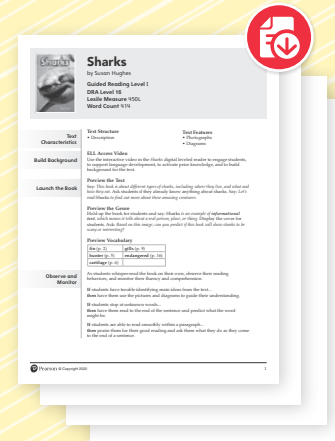 Sharks
Sharks
by Susan Hughes
Guided Reading Level I
DRA Level 16
Lexile Measure 450L
Word Count 414
Text Characteristics
Text Structure
• Description
Text Features
• Photographs
• Diagrams
Build Background
ELL Access Video
Use the interactive video in the Sharks digital leveled reader to engage students,
to support language development, to activate prior knowledge, and to build
background for the text.
Launch the Book
Preview the Text
Say: This book is about different types of sharks, including where they live, and what and
how they eat. Ask students if they already know anything about sharks. Say: Let's
read Sharks to find out more about these amazing creatures.
Preview the Genre
Hold up the book for students and say: Sharks is an example of informational
text, which means it tells about a real person, place, or thing. Display the cover for
students. Ask: Based on this image, can you predict if this book will show sharks to be
scary or interesting?
Preview Vocabulary
fin (p. 2)
gills (p. 9)
hunter (p. 5)
endangered (p. 16)
cartilage (p. 6)
Observe and
Monitor
As students whisper-read the book on their own, observe their reading
behaviors, and monitor their fluency and comprehension.
If students have trouble identifying main ideas from the text...
then have them use the pictures and diagrams to guide their understanding.
If students stop at unknown words...
then have them read to the end of the sentence and predict what the word
might be.
If students are able to read smoothly within a paragraph...
then praise them for their good reading and ask them what they do as they come
to the end of a sentence.
Pearson © Copyright 2020
1